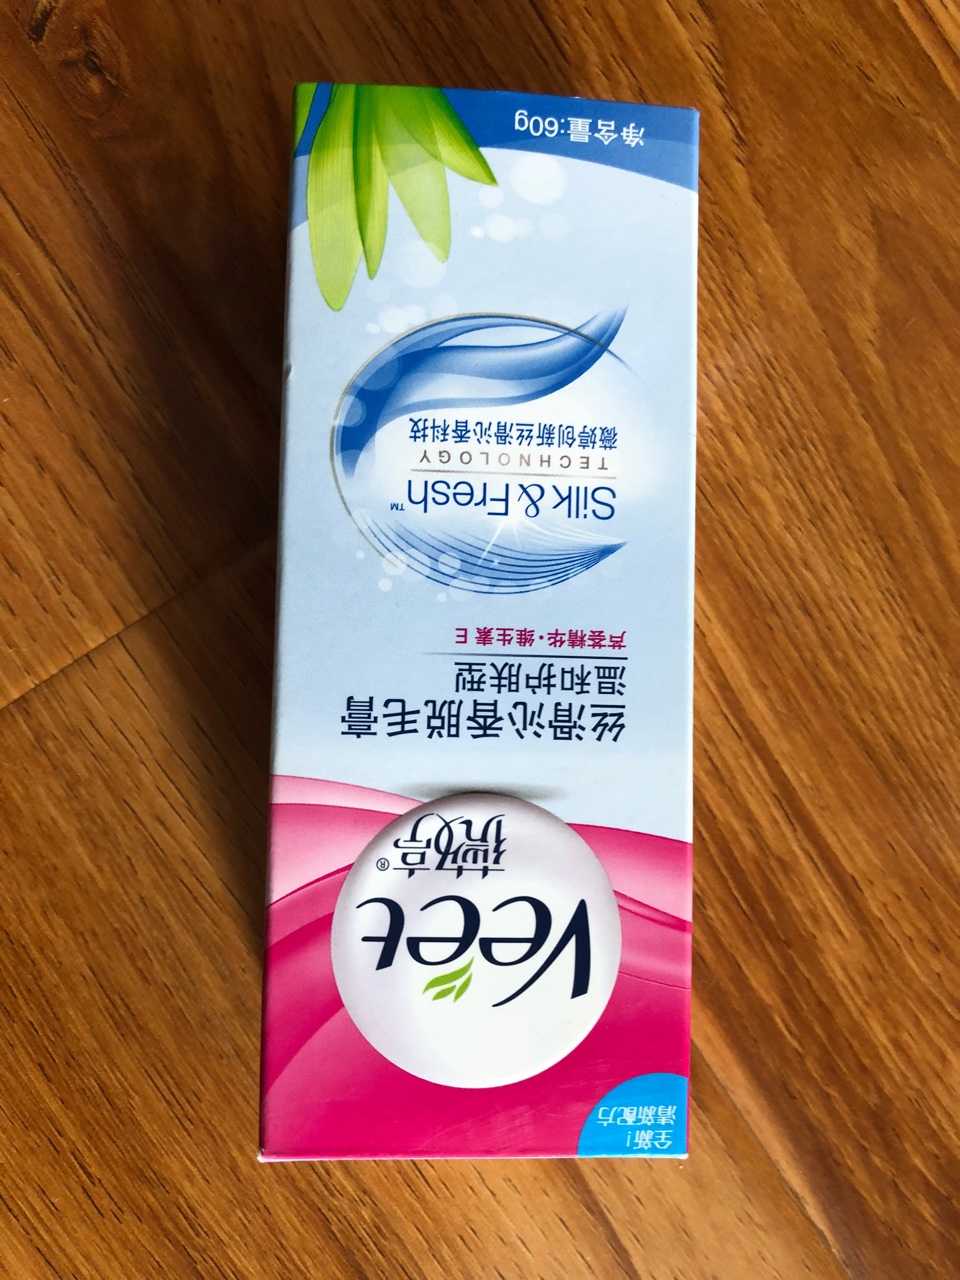 全新!
清新配方
Veet
薇婷®
丝滑沁香脱毛膏
温和护肤型
芦荟精华·维生素E
Silk&Fresh™
TECHNOLOGY
薇婷创新丝滑沁香科技
净含量:60g